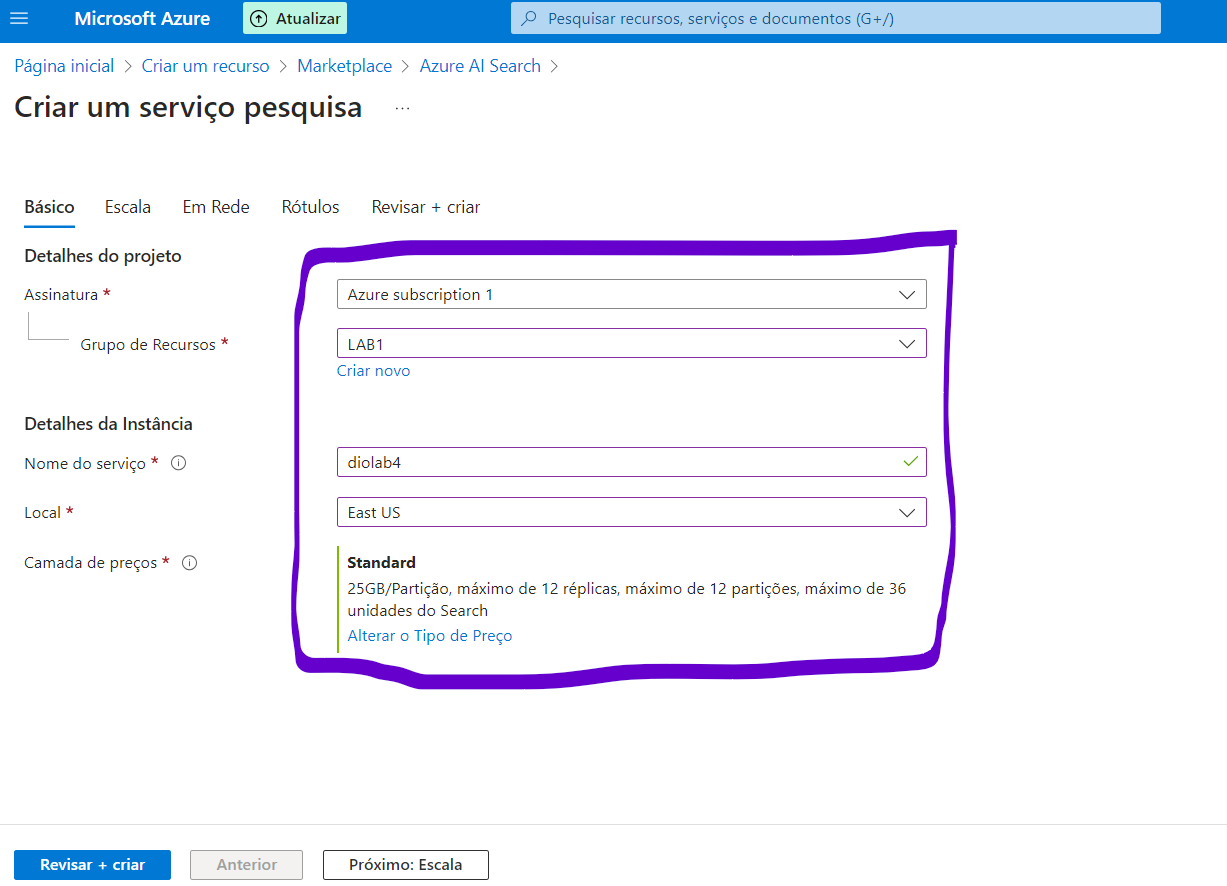 Microsoft Azure
Atualizar
Pesquisar recursos, serviços e documentos (G+/)
Página inicial > Criar um recurso > Marketplace > Azure AI Search >
Criar um serviço pesquisa ...
Básico Escala Em Rede Rótulos Revisar + criar
Detalhes do projeto
Assinatura * Azure subscription 1
Grupo de Recursos * LAB1
Criar novo
Detalhes da Instância
Nome do serviço * diolab4
Local * East US
Camada de preços * Standard
25GB/Partição, máximo de 12 réplicas, máximo de 12 partições, máximo de 36
unidades do Search
Alterar o Tipo de Preço
Revisar + criar Anterior Próximo: Escala